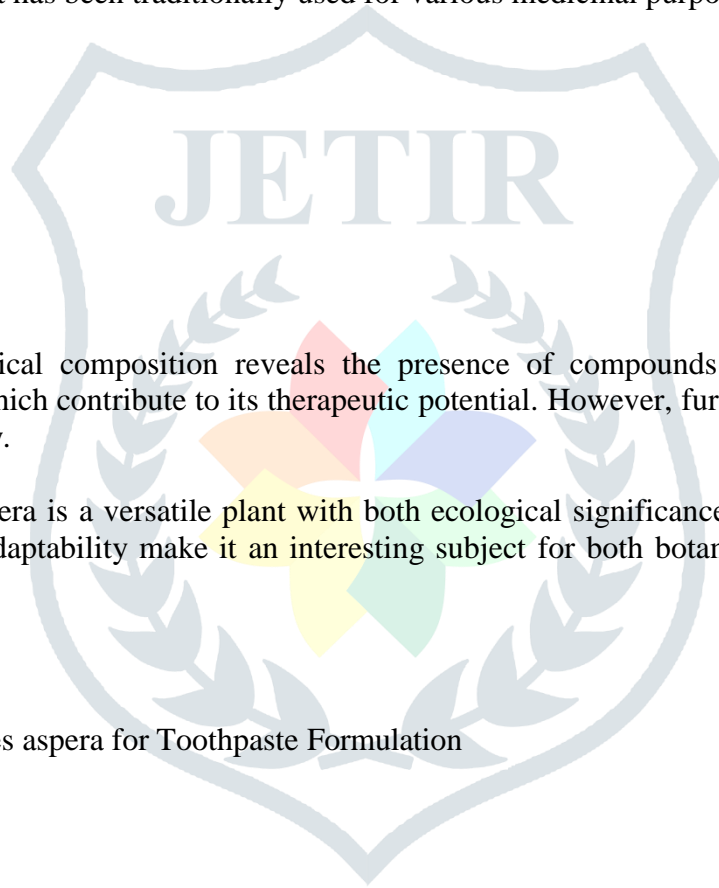 t has been traditionally used for various medicinal purpo
JETIR
ical composition reveals the presence of compounds
hich contribute to its therapeutic potential. However, fur
y.
era is a versatile plant with both ecological significance
daptability make it an interesting subject for both botan
es aspera for Toothpaste Formulation